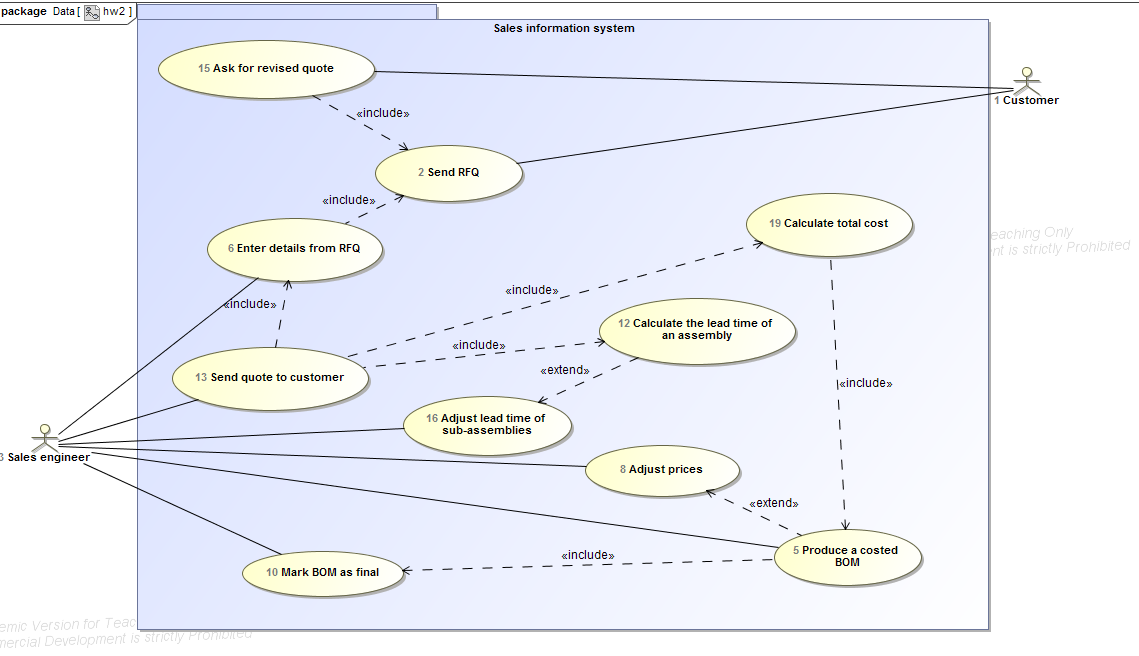 package Data [ hw2 ]
Sales information system
15 Ask for revised quote
1 Customer
«include»
2 Send RFQ
«include»
19 Calculate total cost
eaching Only
nt is strictly Prohibited
6 Enter details from RFQ
«include»
«include»
12 Calculate the lead time of
an assembly
«include»
13 Send quote to customer
«extend»
«include»
16 Adjust lead time of
sub-assemblies
3 Sales engineer
8 Adjust prices
«extend»
5 Produce a costed
BOM
«include»
10 Mark BOM as final
emic Version for Teac
mercial Development is strictly Prohibited